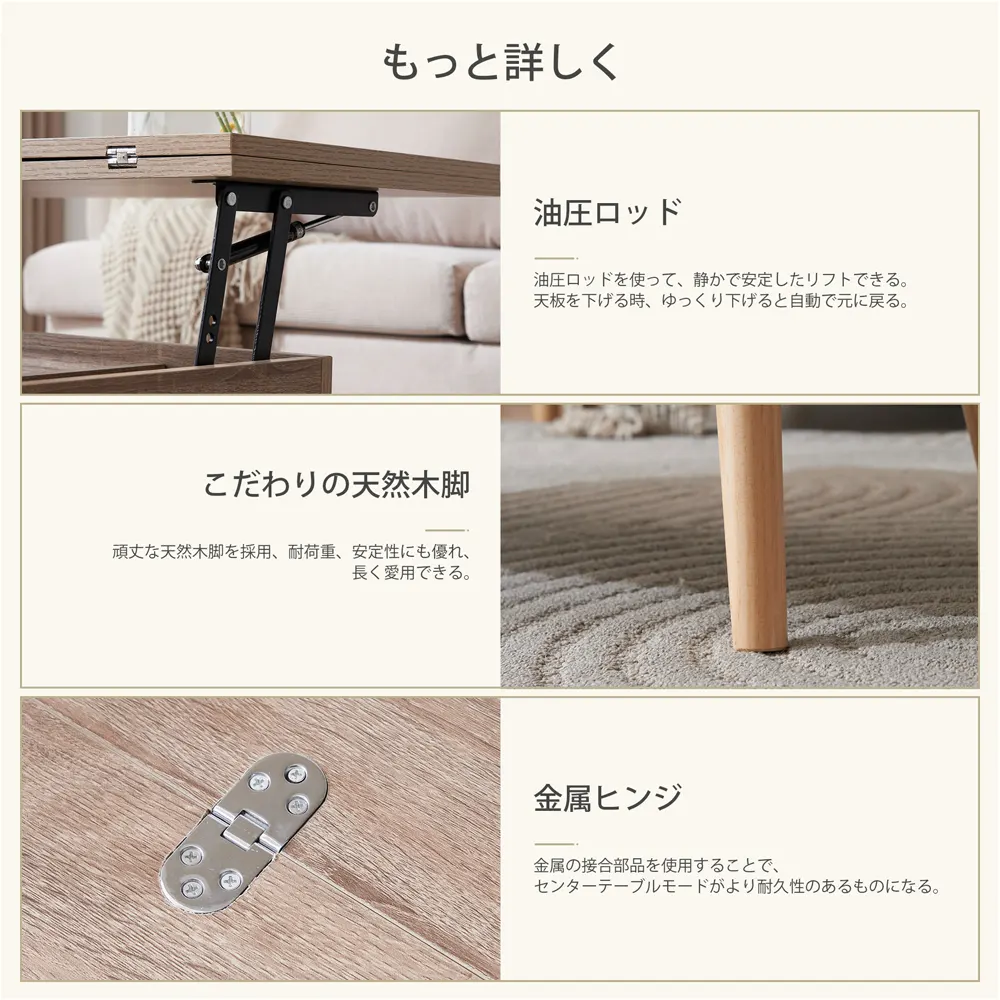 もっと詳しく
油圧ロッド
油圧ロッドを使って、静かで安定したリフトできる。
天板を下げる時、ゆっくり下げると自動で元に戻る。
こだわりの天然木脚
頑丈な天然木脚を採用、耐荷重、安定性にも優れ、
長く愛用できる。
金属ヒンジ
金属の接合部品を使用することで、
センターテーブルモードがより耐久性のあるものになる。